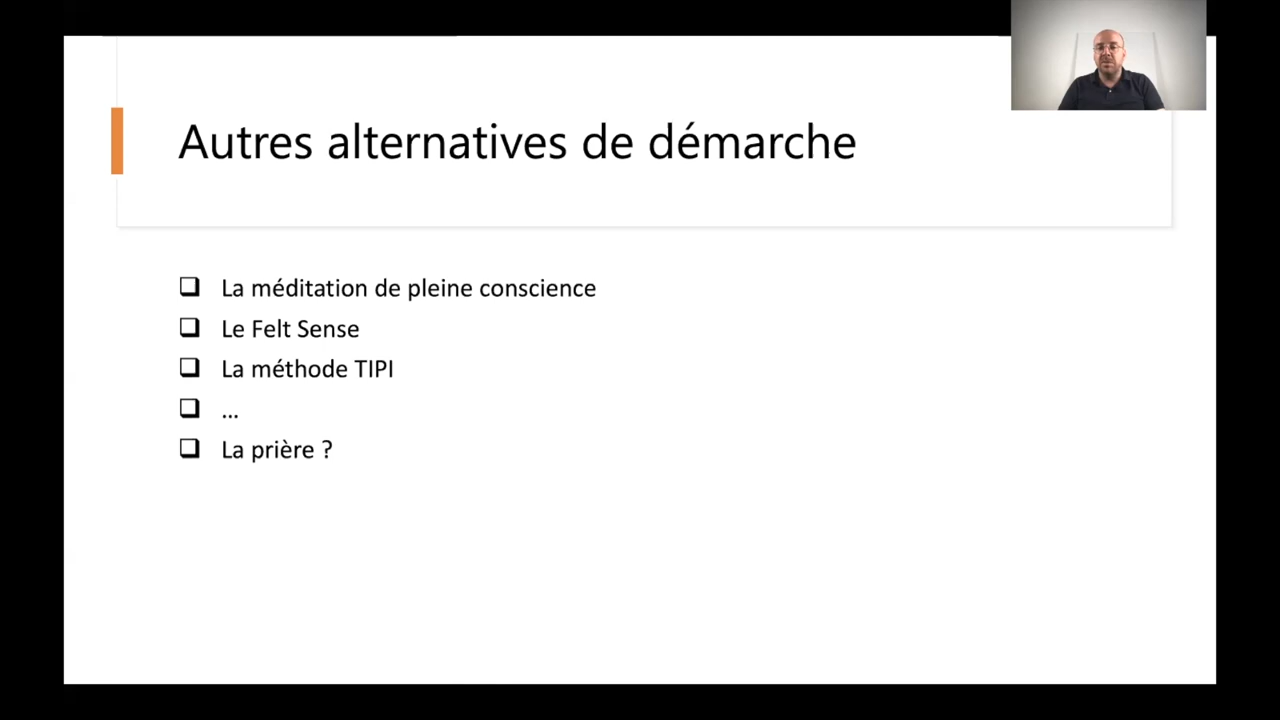 Autres alternatives de démarche
La méditation de pleine conscience
Le Felt Sense
La méthode TIPI
...
La prière ?